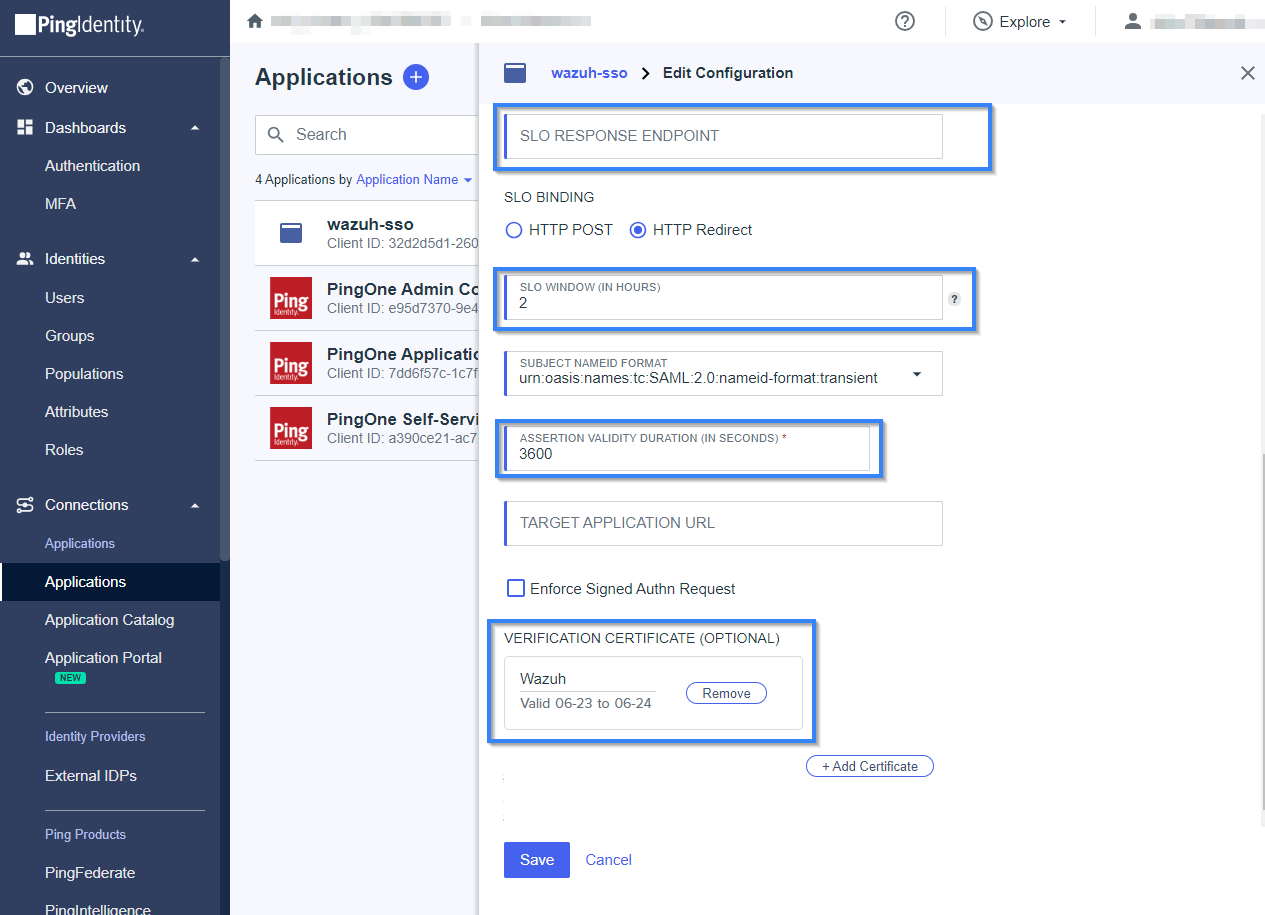 PingIdentity.
Overview
Dashboards
Authentication
MFA
Identities
Users
Groups
Populations
Attributes
Roles
Connections
Applications
Applications
Application Catalog
Application Portal
NEW
Identity Providers
External IDPs
Ping Products
PingFederate
PingIntelligence
Explore
Applications
Search
4 Applications by Application Name
wazuh-sso
Client ID: 32d2d5d1-260
Ping Identity.
PingOne Admin Co
Client ID: e95d7370-9e4
Ping Identity.
PingOne Applicatio
Client ID: 7dd6f57c-1c7f
Ping Identity.
PingOne Self-Servi
Client ID: a390ce21-ac7
wazuh-sso Edit Configuration
SLO RESPONSE ENDPOINT
SLO BINDING
HTTP POST HTTP Redirect
SLO WINDOW (IN HOURS)
2
?
SUBJECT NAMEID FORMAT
urn:oasis:names:tc:SAML:2.0:nameid-format:transient
ASSERTION VALIDITY DURATION (IN SECONDS) *
3600
TARGET APPLICATION URL
Enforce Signed Authn Request
VERIFICATION CERTIFICATE (OPTIONAL)
Wazuh
Valid 06-23 to 06-24
Remove
+ Add Certificate
Save Cancel